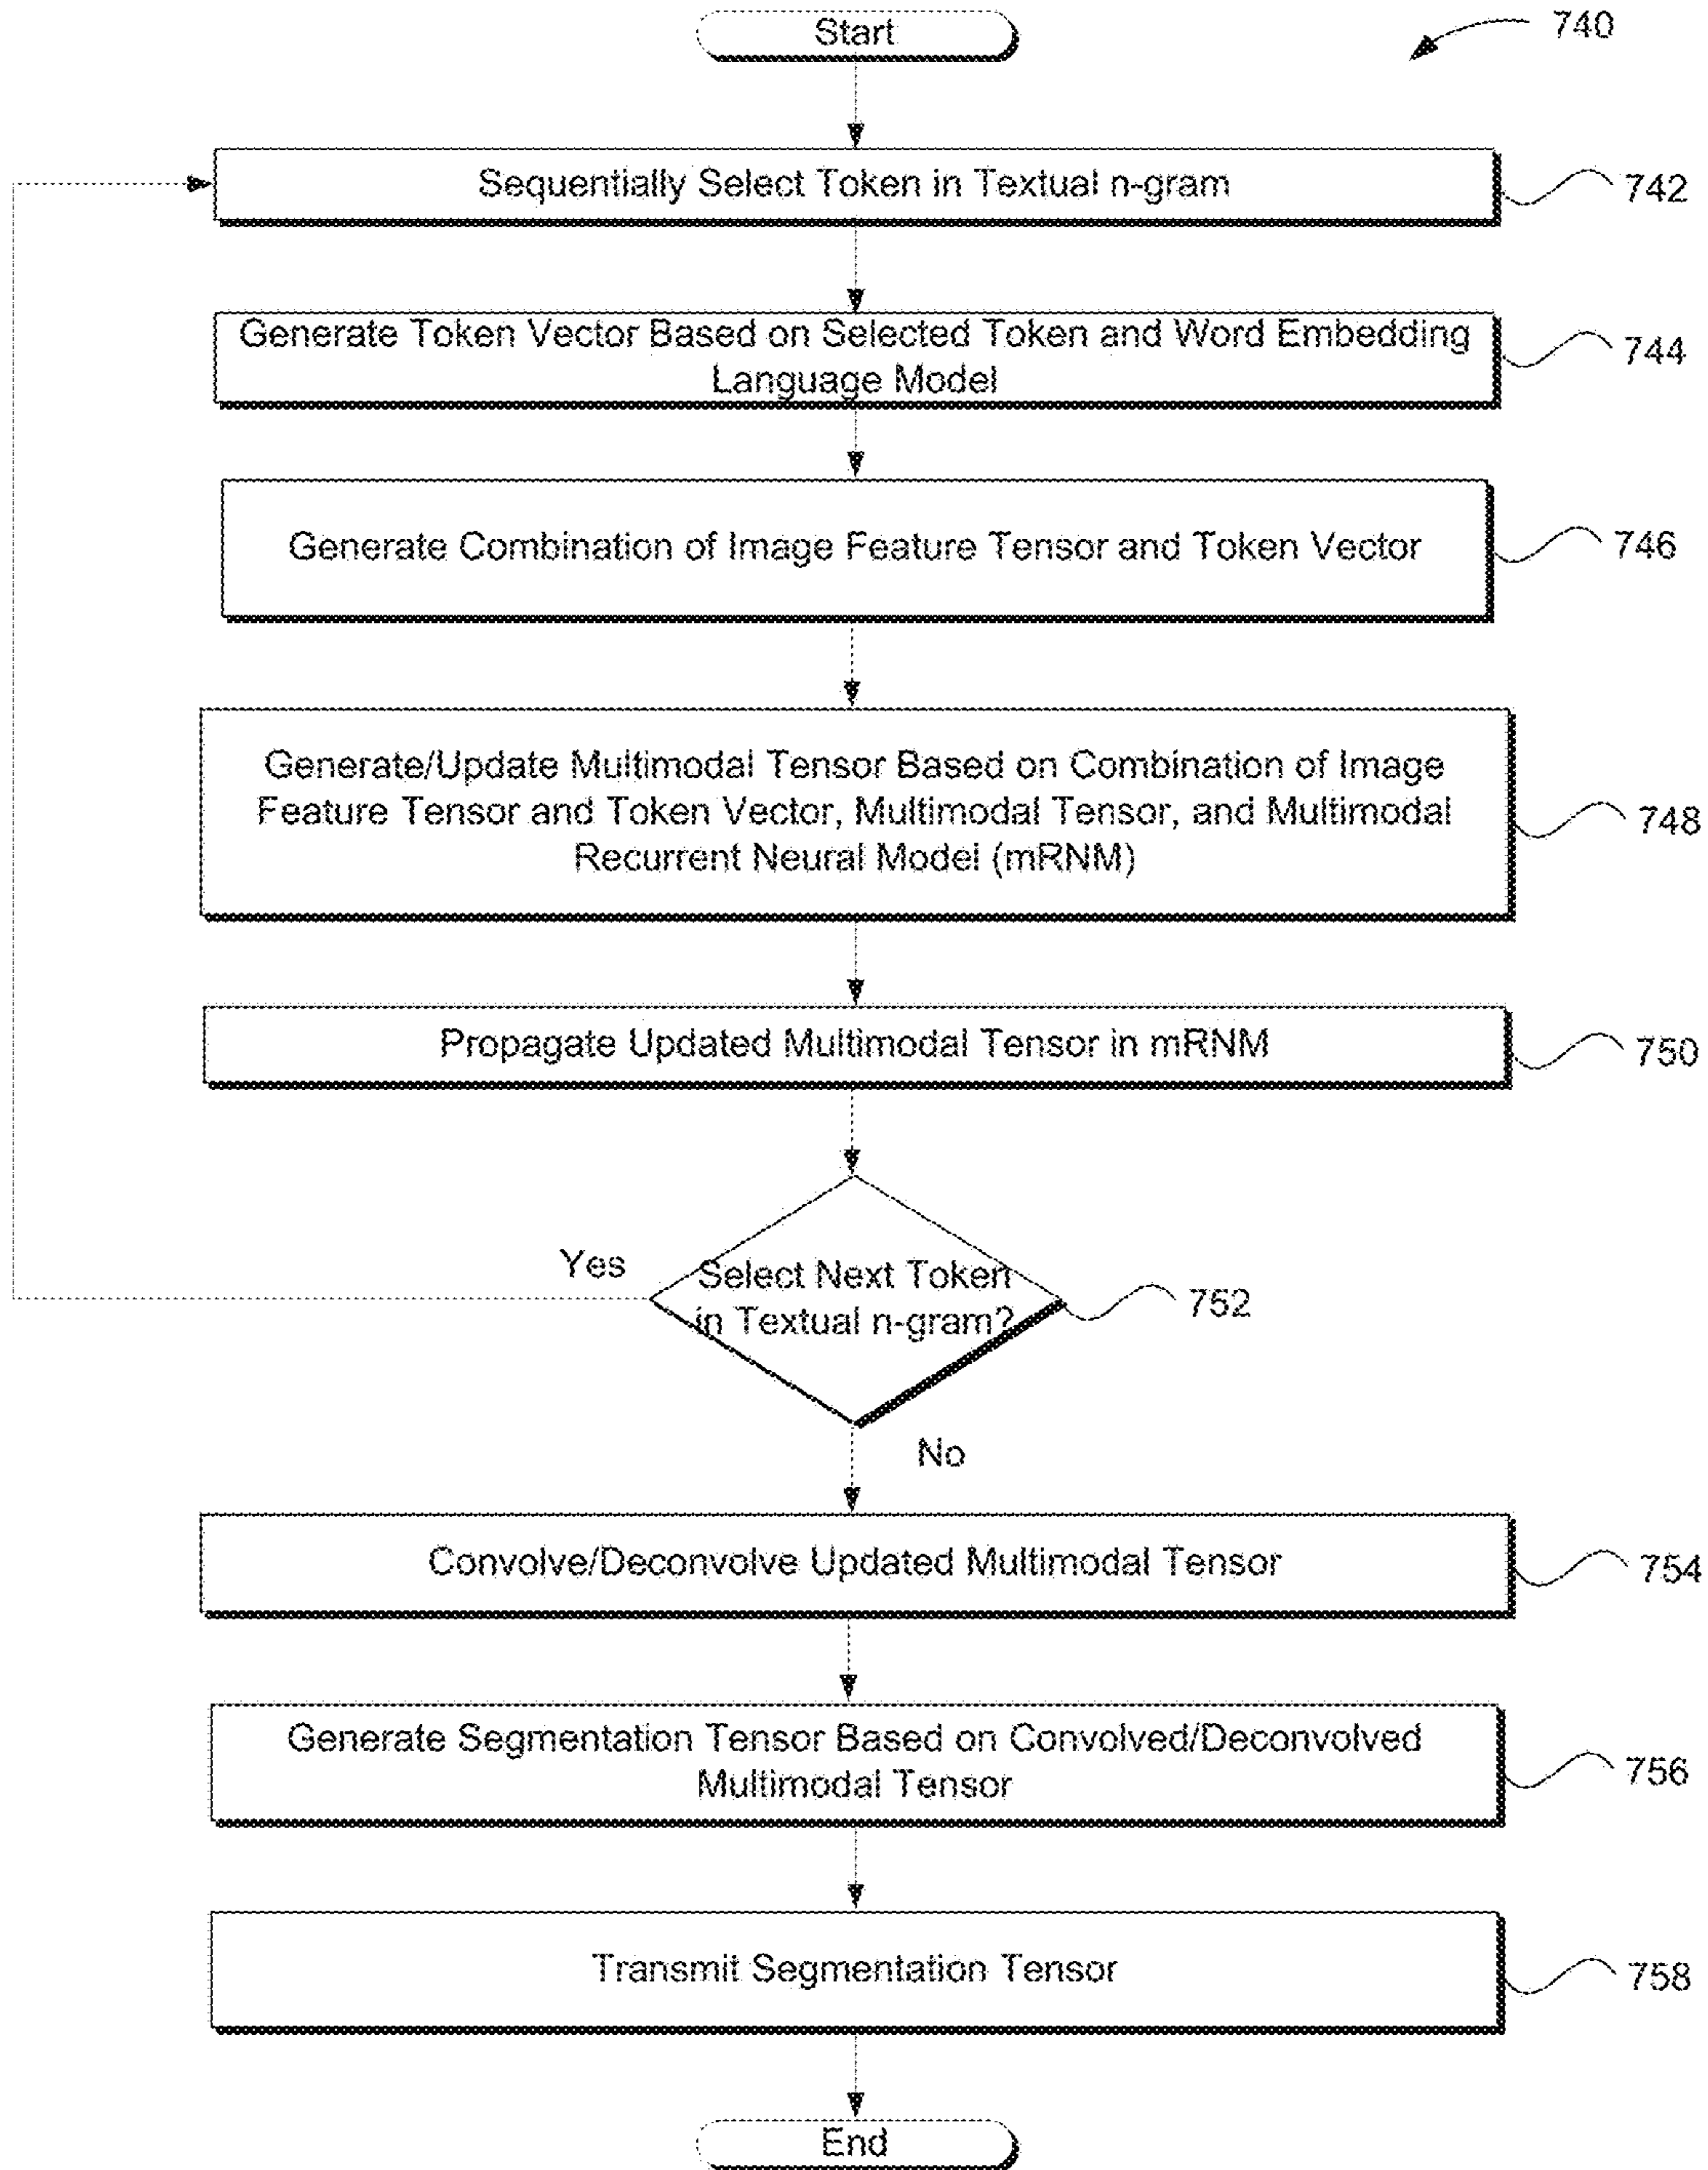 Start
740
Sequentially Select Token in Textual n-gram
742
Generate Token Vector Based on Selected Token and Word Embedding
Language Model
744
Generate Combination of Image Feature Tensor and Token Vector
746
Generate/Update Multimodal Tensor Based on Combination of Image
Feature Tensor and Token Vector, Multimodal Tensor, and Multimodal
Recurrent Neural Model (mRNM)
748
Propagate Updated Multimodal Tensor in mRNM
750
Yes
Select Next Token
in Textual n-gram?
752
No
Convolve/Deconvolve Updated Multimodal Tensor
754
Generate Segmentation Tensor Based on Convolved/Deconvolved
Multimodal Tensor
756
Transmit Segmentation Tensor
758
End